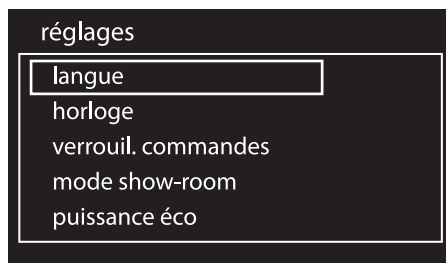 réglages
langue
horloge
verrouil. commandes
mode show-room
puissance éco